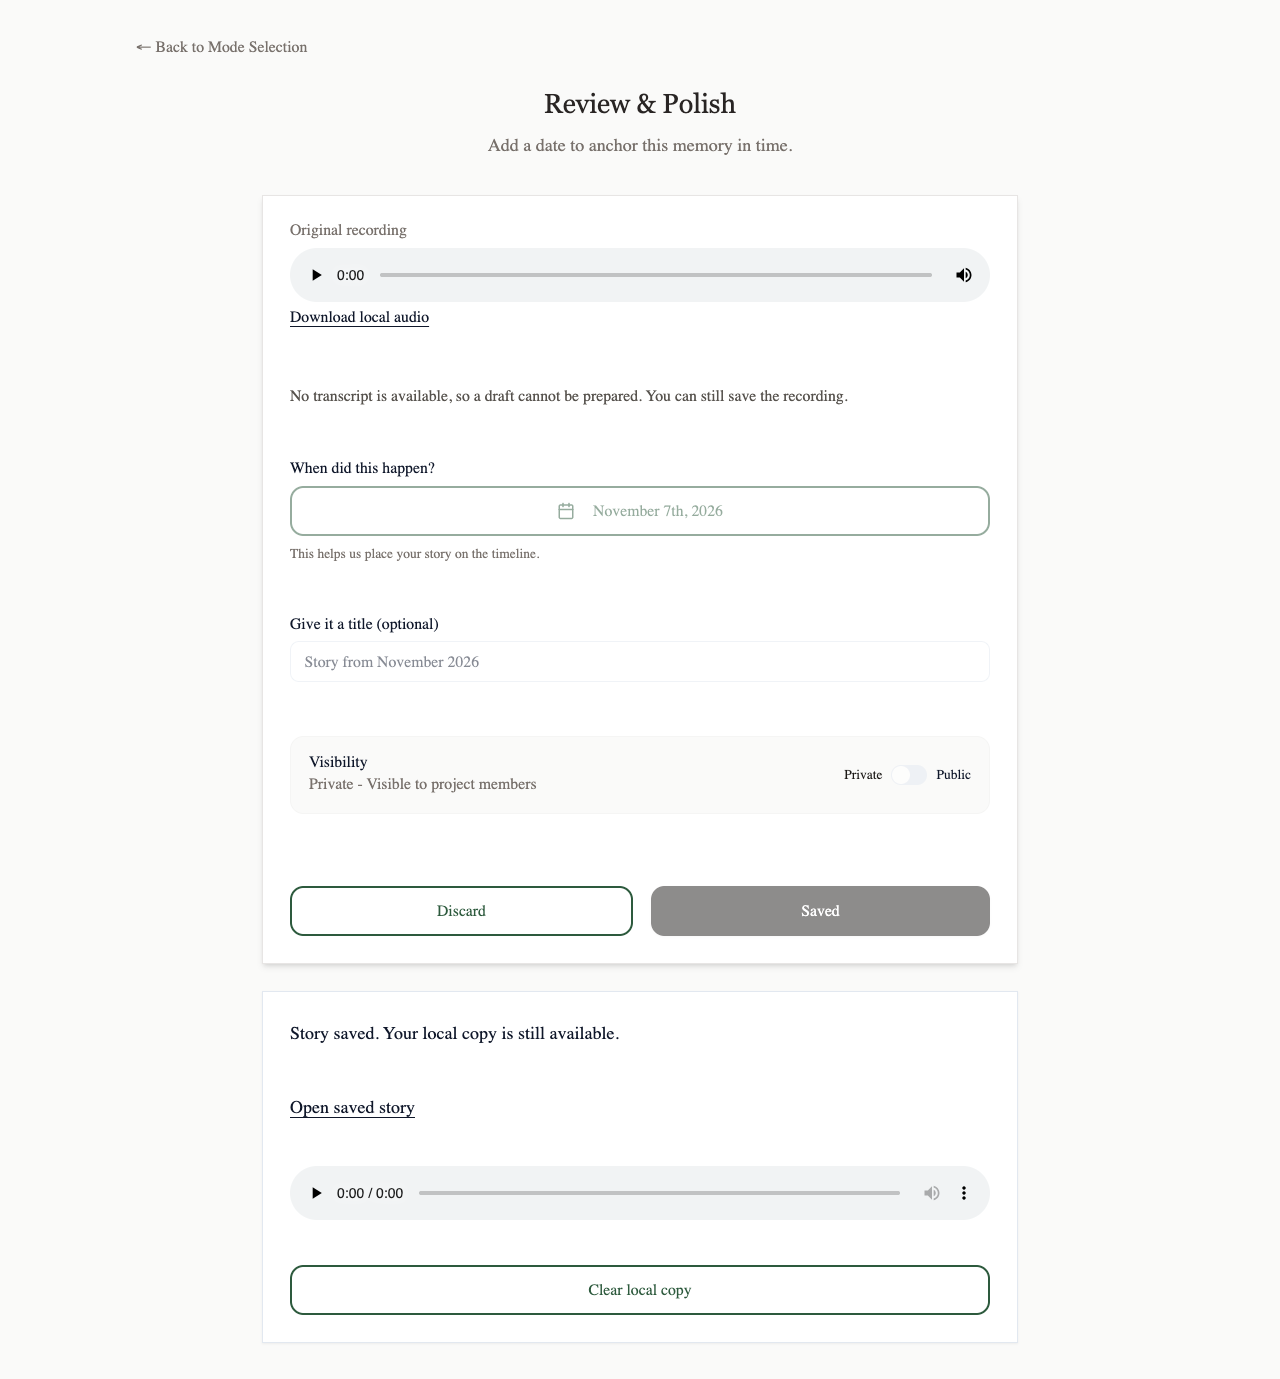 ← Back to Mode Selection
Review & Polish
Add a date to anchor this memory in time.
Original recording
0:00
Download local audio
No transcript is available, so a draft cannot be prepared. You can still save the recording.
When did this happen?
November 7th, 2026
This helps us place your story on the timeline.
Give it a title (optional)
Story from November 2026
Visibility
Private - Visible to project members
Private Public
Discard Saved
Story saved. Your local copy is still available.
Open saved story
0:00 / 0:00
Clear local copy